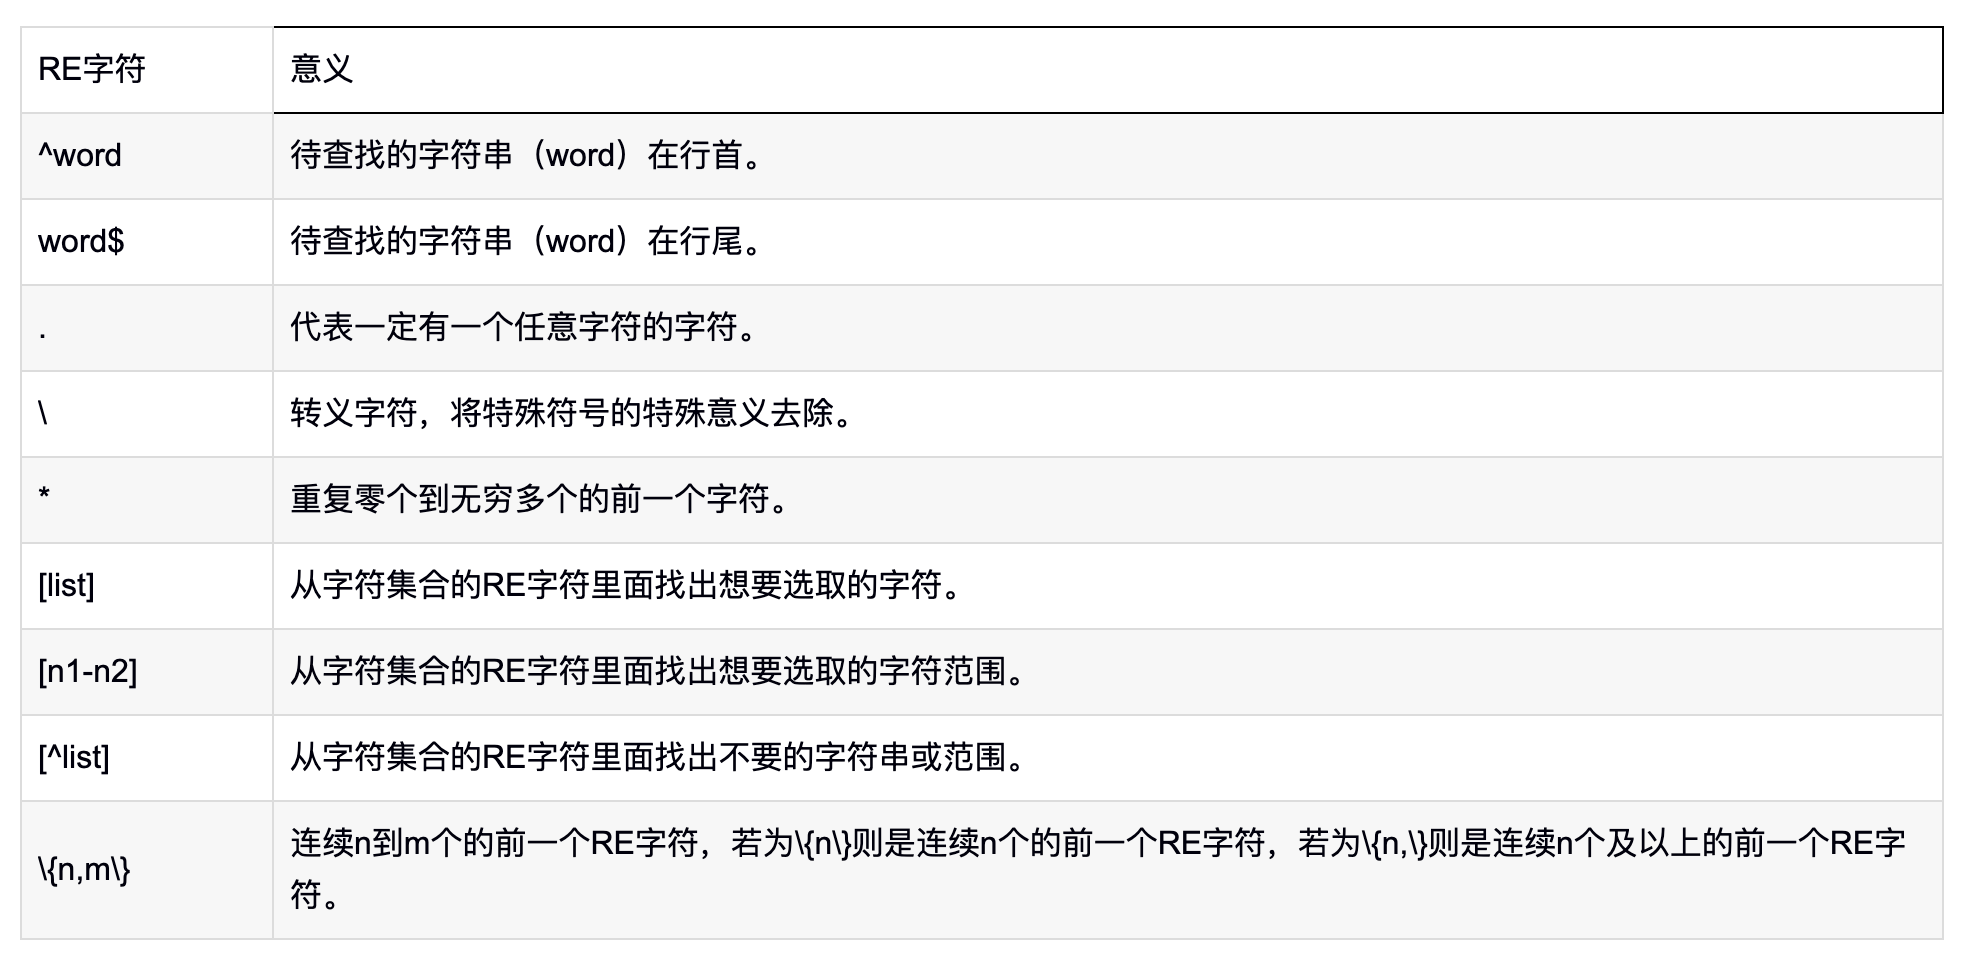 RE字符 意义
^word 待查找的字符串（word）在行首。
word$ 待查找的字符串（word）在行尾。
. 代表一定有一个任意字符的字符。
\ 转义字符，将特殊符号的特殊意义去除。
* 重复零个到无穷多个的前一个字符。
[list] 从字符集合的RE字符里面找出想要选取的字符。
[n1-n2] 从字符集合的RE字符里面找出想要选取的字符范围。
[^list] 从字符集合的RE字符里面找出不要的字符串或范围。
\{n,m\} 连续n到m个的前一个RE字符，若为\{n\}则是连续n个的前一个RE字符，若为\{n,\}则是连续n个及以上的前一个RE字
符。